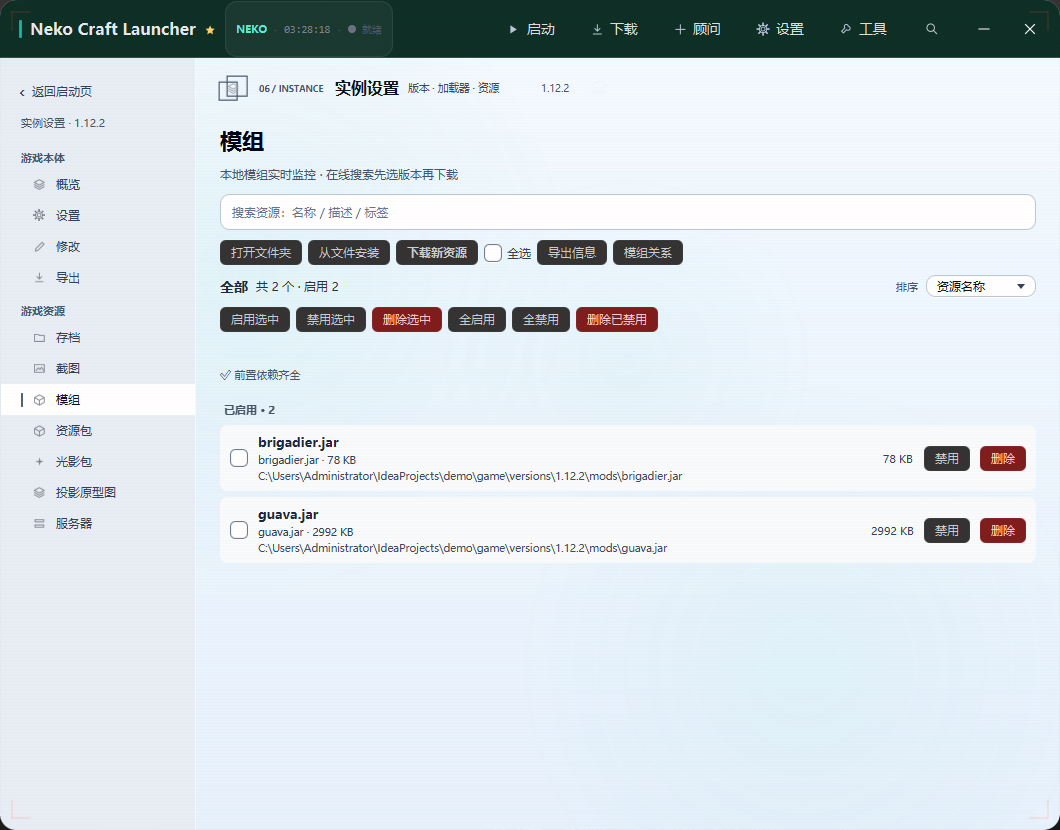 Neko Craft Launcher
NEKO · 03:28:18 · 就绪
启动
下载
顾问
设置
工具
返回启动页
实例设置 · 1.12.2
游戏本体
概览
设置
修改
导出
游戏资源
存档
截图
模组
资源包
光影包
投影原型图
服务器
06 / INSTANCE 实例设置 版本 · 加载器 · 资源 1.12.2
模组
本地模组实时监控 · 在线搜索先选版本再下载
搜索资源：名称 / 描述 / 标签
打开文件夹 从文件安装 下载新资源 全选 导出信息 模组关系
全部 共 2 个 · 启用 2 排序 资源名称
启用选中 禁用选中 删除选中 全启用 全禁用 删除已禁用
前置依赖齐全
已启用 • 2
brigadier.jar
brigadier.jar · 78 KB
C:\Users\Administrator\IdeaProjects\demo\game\versions\1.12.2\mods\brigadier.jar
78 KB 禁用 删除
guava.jar
guava.jar · 2992 KB
C:\Users\Administrator\IdeaProjects\demo\game\versions\1.12.2\mods\guava.jar
2992 KB 禁用 删除